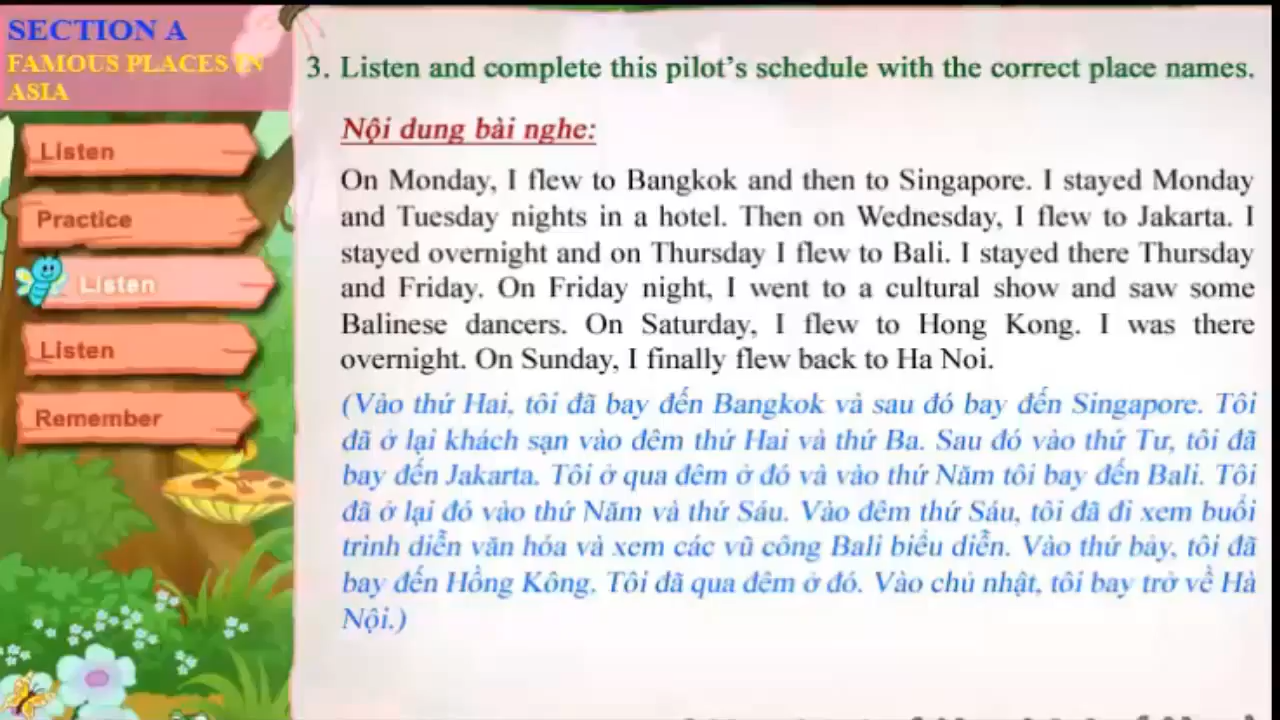 SECTION A
FAMOUS PLACES IN
ASIA
Listen
Practice
Listen
Listen
Remember
3. Listen and complete this pilot's schedule with the correct place names.
Nội dung bài nghe:
On Monday, I flew to Bangkok and then to Singapore. I stayed Monday
and Tuesday nights in a hotel. Then on Wednesday, I flew to Jakarta. I
stayed overnight and on Thursday I flew to Bali. I stayed there Thursday
and Friday. On Friday night, I went to a cultural show and saw some
Balinese dancers. On Saturday, I flew to Hong Kong. I was there
overnight. On Sunday, I finally flew back to Ha Noi.
(Vào thứ Hai, tôi đã bay đến Bangkok và sau đó bay đến Singapore. Tôi
đã ở lại khách sạn vào đêm thứ Hai và thứ Ba. Sau đó vào thứ Tư, tôi đã
bay đến Jakarta. Tôi ở qua đêm ở đó và vào thứ Năm tôi bay đến Bali. Tôi
đã ở lại đó vào thứ Năm và thứ Sáu. Vào đêm thứ Sáu, tôi đã đi xem buổi
trình diễn văn hóa và xem các vũ công Bali biểu diễn. Vào thứ bảy, tôi đã
bay đến Hồng Kông. Tôi đã qua đêm ở đó. Vào chủ nhật, tôi bay trở về Hà
Nội.)